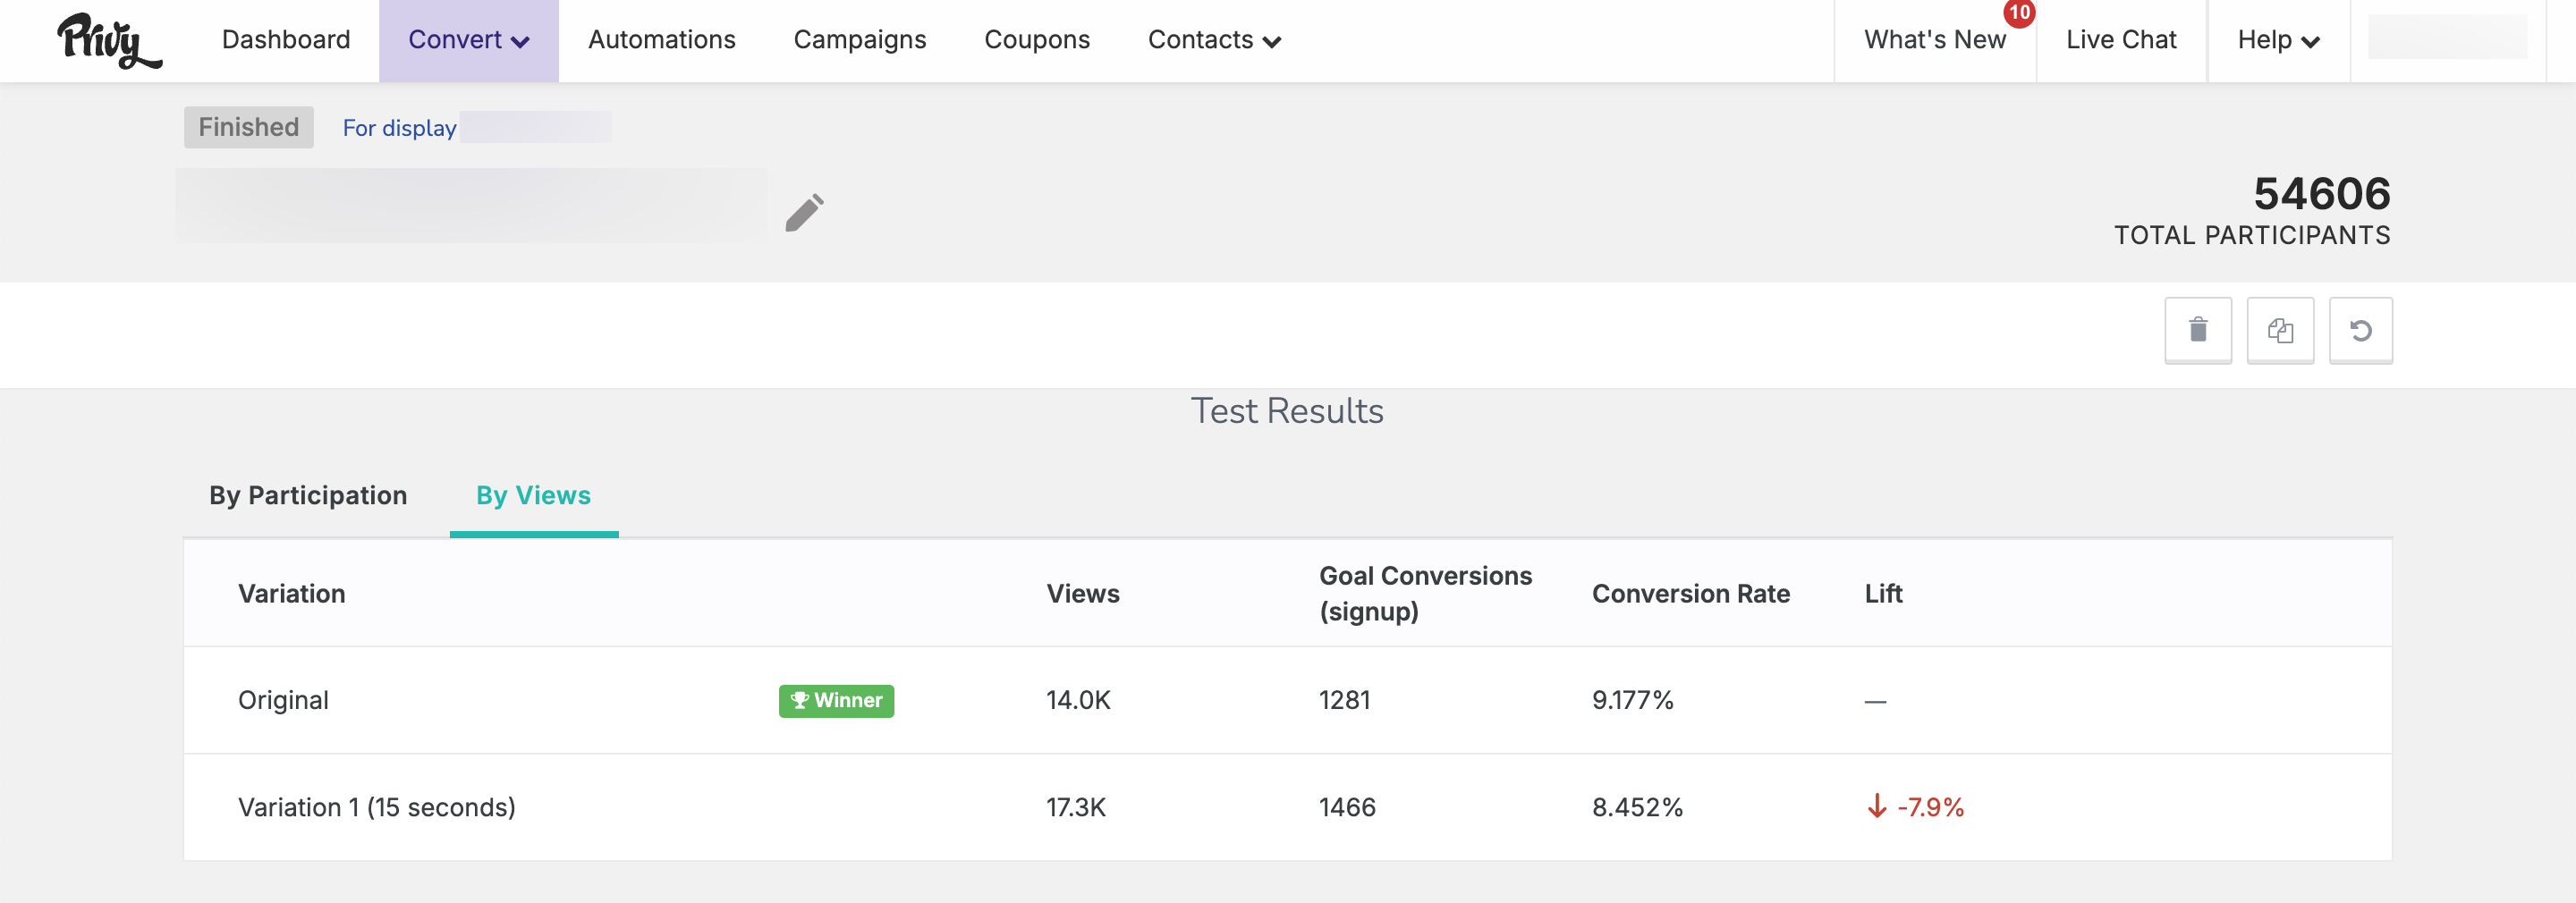 Privy Dashboard Convert Automations Campaigns Coupons Contacts What's New 10 Live Chat Help
Finished For display
54606
TOTAL PARTICIPANTS
Test Results
By Participation By Views
Variation Views Goal Conversions (signup) Conversion Rate Lift
Original Winner 14.0K 1281 9.177% —
Variation 1 (15 seconds) 17.3K 1466 8.452% -7.9%